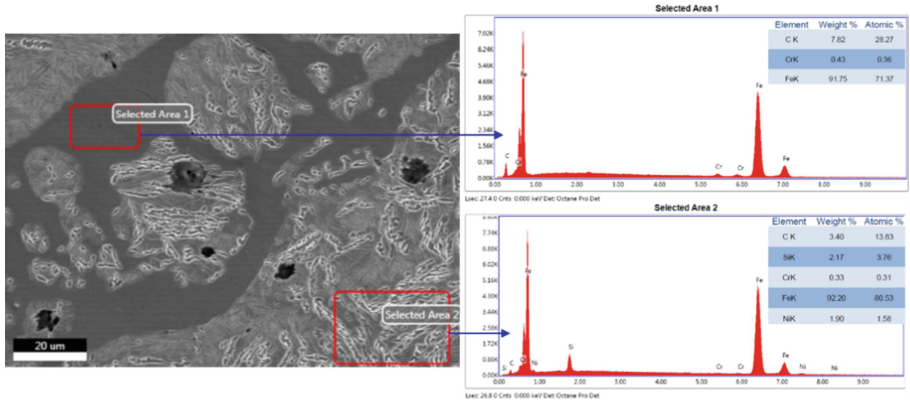 Selected Area 1
Selected Area 2
20 um
Selected Area 1
7.02K
6.24K
5.46K
4.68K
3.90K
3.12K
2.34K
1.56K
0.78K
0.00K
C
Fe
Cr
Cr
Fe
Fe
0.00 1.00 2.00 3.00 4.00 5.00 6.00 7.00 8.00 9.00
Lsec: 27.4 0 Cnts 0.000 keV Det: Octane Pro Det
Element Weight % Atomic %
C K 7.82 28.27
CrK 0.43 0.36
FeK 91.75 71.37
Selected Area 2
7.74K
6.88K
6.02K
5.16K
4.30K
3.44K
2.58K
1.72K
0.86K
0.00K
C
Fe
Ni
Si
Cr
Cr
Fe
Fe
Ni
Ni
0.00 1.00 2.00 3.00 4.00 5.00 6.00 7.00 8.00 9.00
Lsec: 26.8 0 Cnts 0.000 keV Det: Octane Pro Det
Element Weight % Atomic %
C K 3.40 13.83
SiK 2.17 3.76
CrK 0.33 0.31
FeK 92.20 80.53
NiK 1.90 1.58